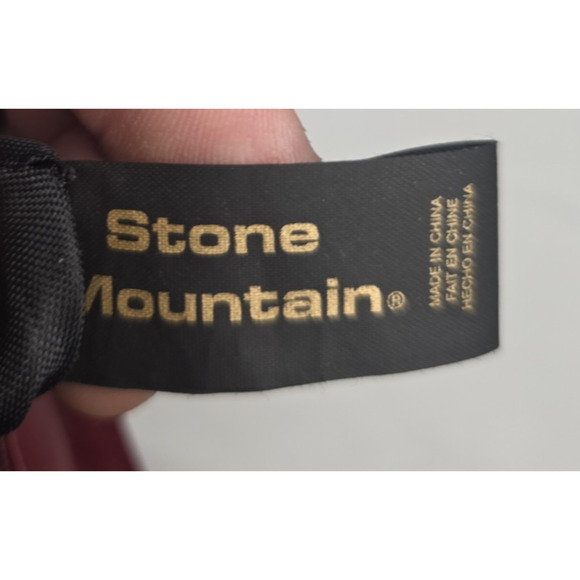 Stone
Mountain®
MADE IN CHINA
FAIT EN CHINE
HECHO EN CHINA